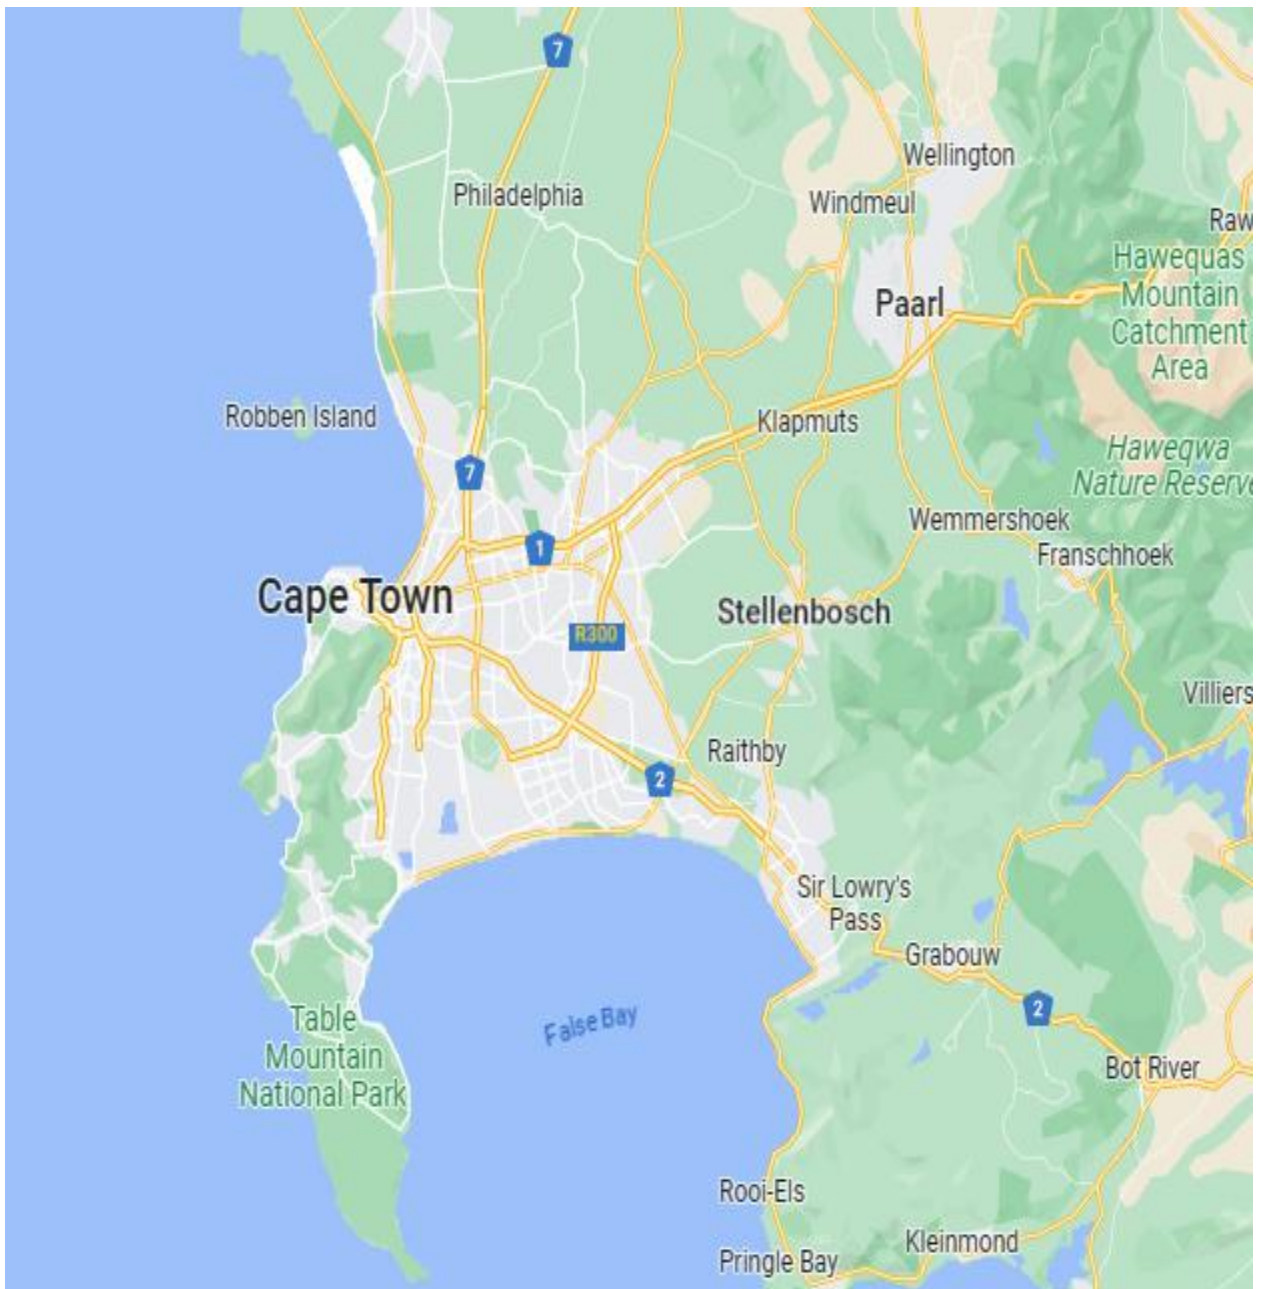 7
Wellington
Philadelphia
Windmeul
Raw
Hawequas
Mountain
Catchment
Area
Paarl
Robben Island
Klapmuts
Haweqwa
Nature Reserve
7
Wemmershoek
1
Franschhoek
Cape Town
Stellenbosch
R300
Villiers
Raithby
2
Sir Lowry's
Pass
Grabouw
2
False Bay
Table
Mountain
National Park
Bot River
Rooi-Els
Kleinmond
Pringle Bay